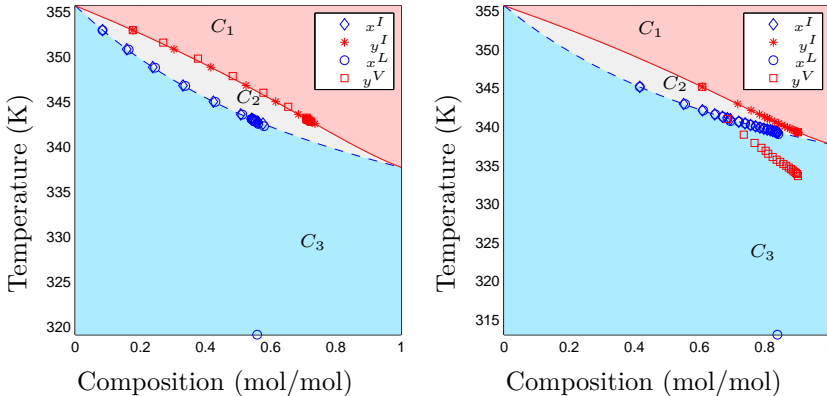 355
350
345
340
335
330
325
320
0
0.2
0.4
0.6
0.8
1
Temperature (K)
Composition (mol/mol)
C1
C2
C3
x^I
y^I
x^L
y^V
355
350
345
340
335
330
325
320
315
0
0.2
0.4
0.6
0.8
Temperature (K)
Composition (mol/mol)
C1
C2
C3
x^I
y^I
x^L
y^V